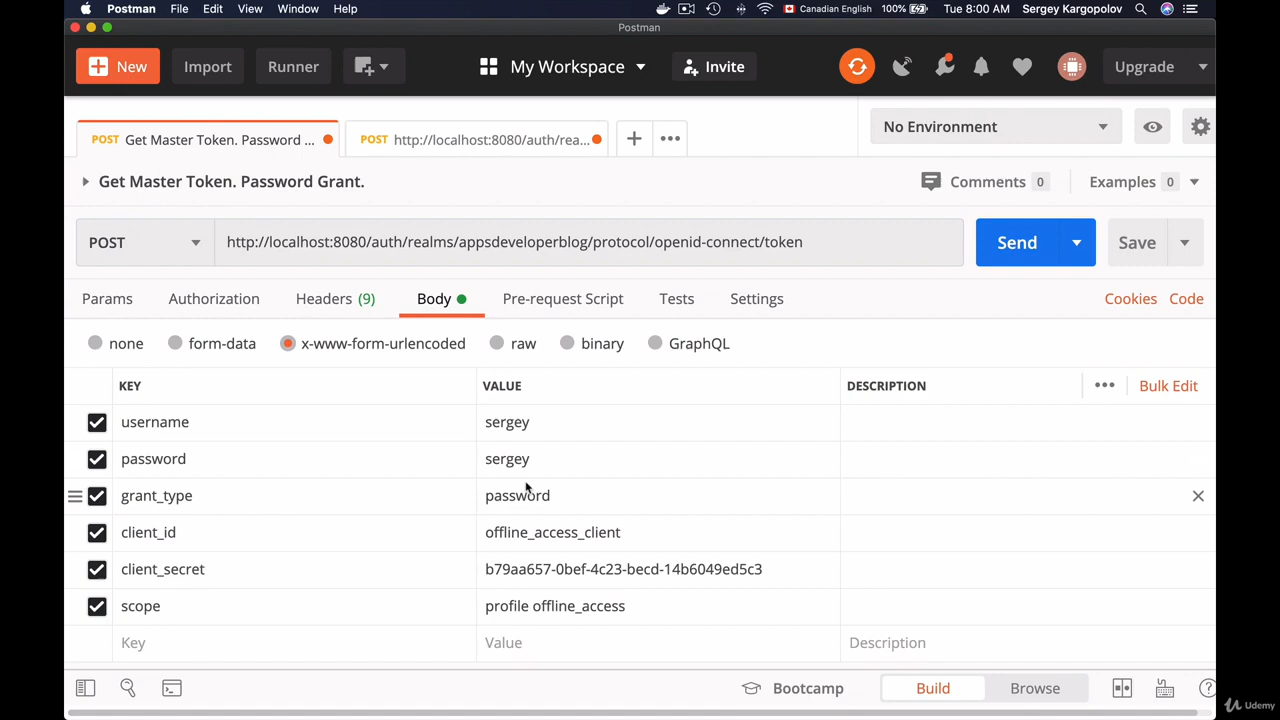 Postman File Edit View Window Help Canadian English 100% Tue 8:00 AM Sergey Kargopolov
Postman
New Import Runner My Workspace Invite Upgrade
POST Get Master Token. Password ... POST http://localhost:8080/auth/rea... No Environment
Get Master Token. Password Grant. Comments 0 Examples 0
POST http://localhost:8080/auth/realms/appsdeveloperblog/protocol/openid-connect/token Send Save
Params Authorization Headers (9) Body Pre-request Script Tests Settings Cookies Code
none form-data x-www-form-urlencoded raw binary GraphQL
KEY VALUE DESCRIPTION Bulk Edit
username sergey
password sergey
grant_type password
client_id offline_access_client
client_secret b79aa657-0bef-4c23-becd-14b6049ed5c3
scope profile offline_access
Key Value Description
Bootcamp Build Browse
Udemy